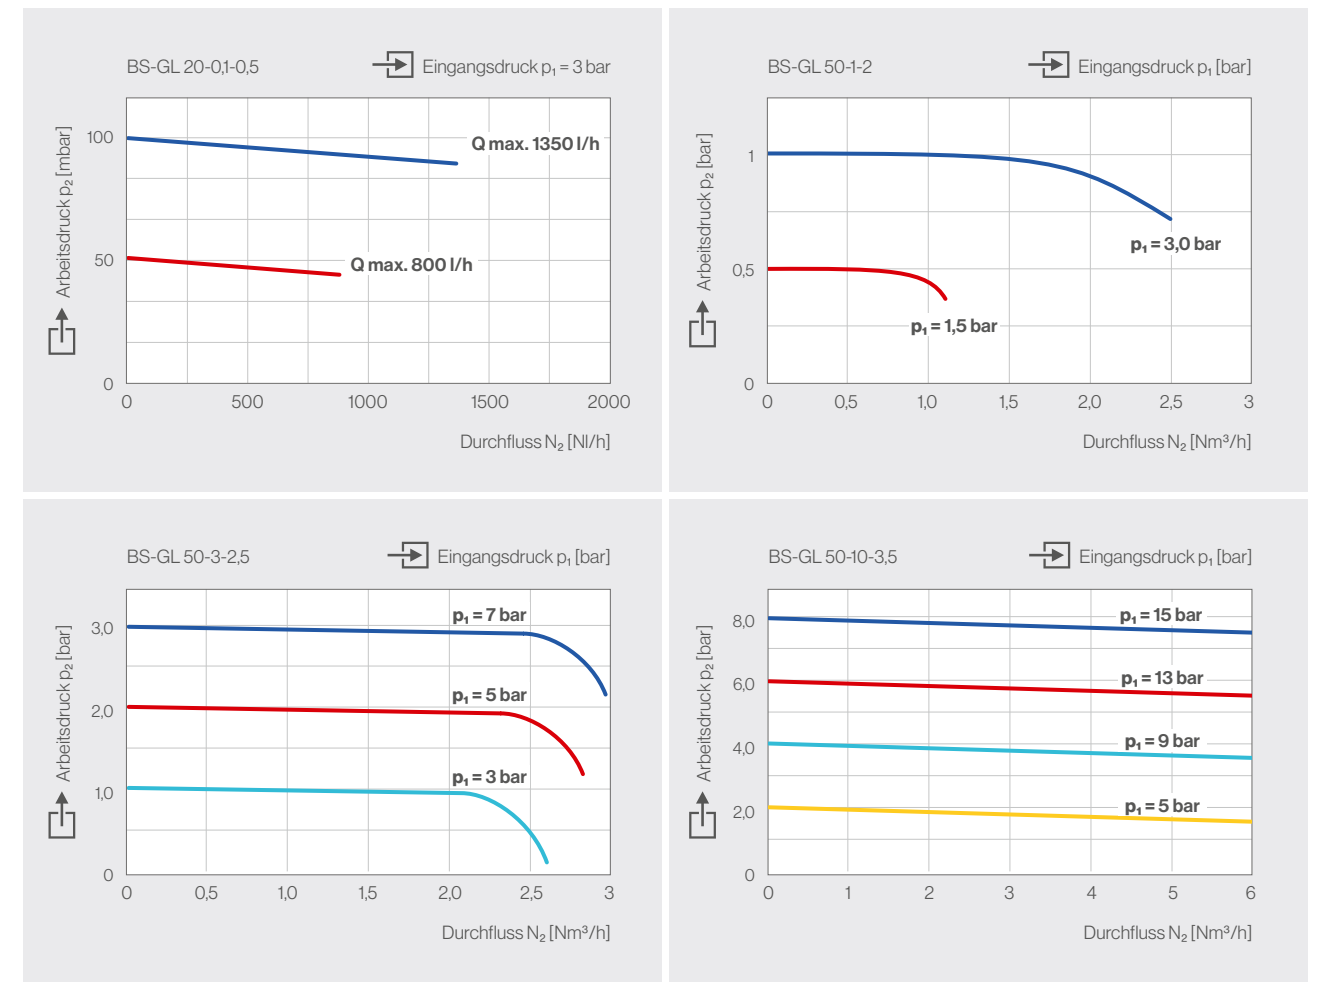 BS-GL 20-0,1-0,5
Eingangsdruck p₁ = 3 bar
Arbeitsdruck p₂ [mbar]
100
50
0
Q max. 1350 l/h
Q max. 800 l/h
0 500 1000 1500 2000
Durchfluss N₂ [Nl/h]
BS-GL 50-1-2
Eingangsdruck p₁ [bar]
Arbeitsdruck p₂ [bar]
1
0,5
0
p₁ = 3,0 bar
p₁ = 1,5 bar
0 0,5 1,0 1,5 2,0 2,5 3
Durchfluss N₂ [Nm³/h]
BS-GL 50-3-2,5
Eingangsdruck p₁ [bar]
Arbeitsdruck p₂ [bar]
3,0
2,0
1,0
0
p₁ = 7 bar
p₁ = 5 bar
p₁ = 3 bar
0 0,5 1,0 1,5 2,0 2,5 3
Durchfluss N₂ [Nm³/h]
BS-GL 50-10-3,5
Eingangsdruck p₁ [bar]
Arbeitsdruck p₂ [bar]
8,0
6,0
4,0
2,0
0
p₁ = 15 bar
p₁ = 13 bar
p₁ = 9 bar
p₁ = 5 bar
0 1 2 3 4 5 6
Durchfluss N₂ [Nm³/h]